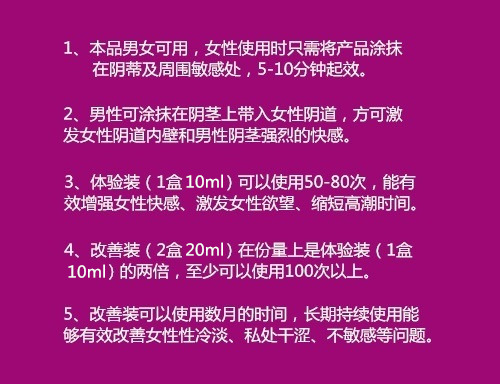 1、本品男女可用，女性使用时只需将产品涂抹
在阴蒂及周围敏感处，5-10分钟起效。
2、男性可涂抹在阴茎上带入女性阴道，方可激
发女性阴道内壁和男性阴茎强烈的快感。
3、体验装（1盒10ml）可以使用50-80次，能有
效增强女性快感、激发女性欲望、缩短高潮时间。
4、改善装（2盒20ml）在份量上是体验装（1盒
10ml）的两倍，至少可以使用100次以上。
5、改善装可以使用数月的时间，长期持续使用能
够有效改善女性性冷淡、私处干涩、不敏感等问题。